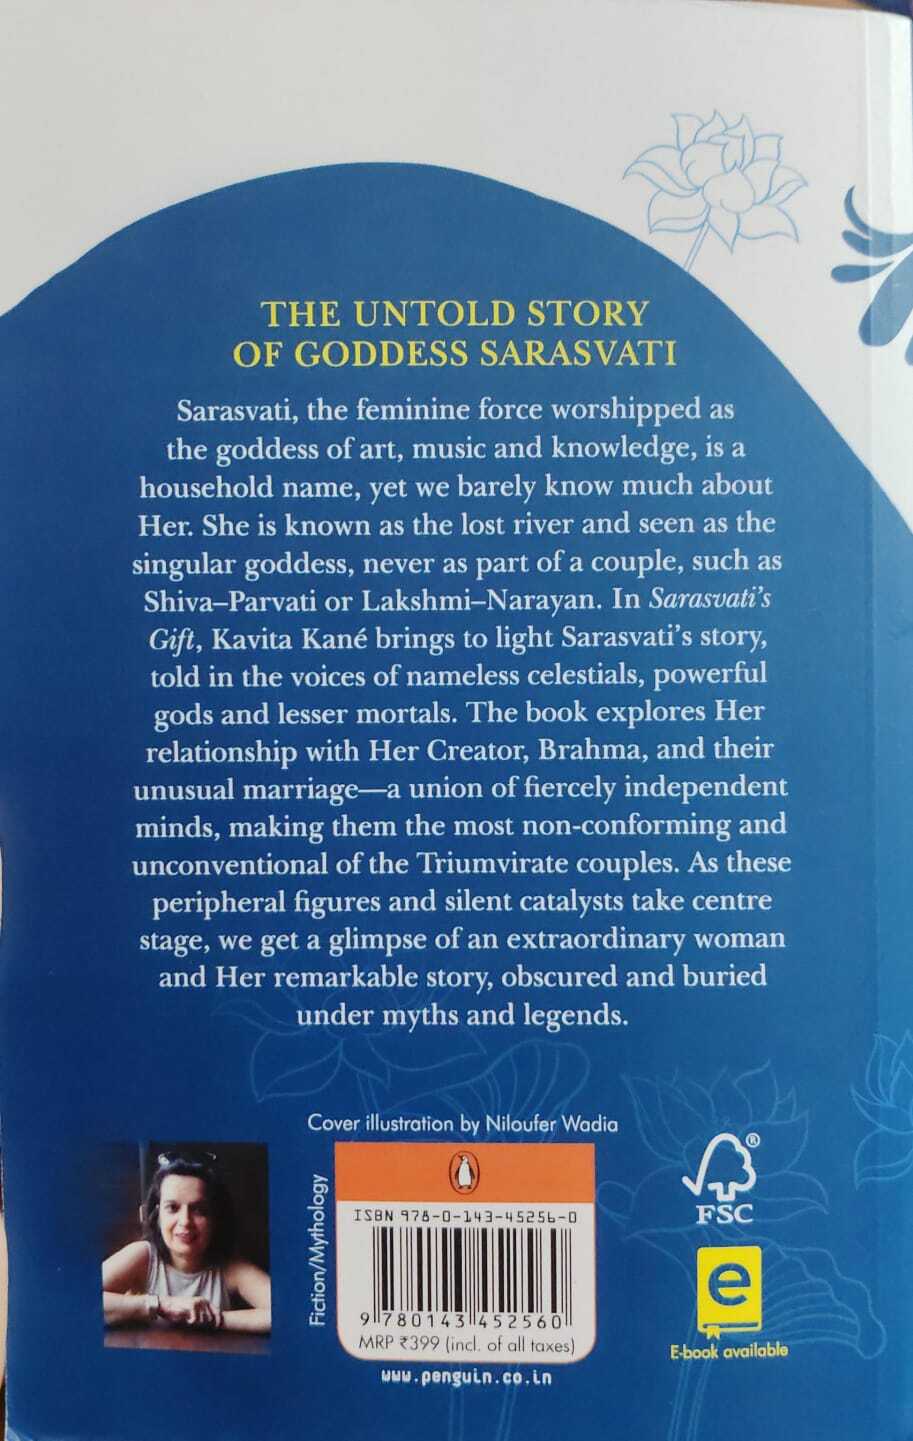 THE UNTOLD STORY
OF GODDESS SARASVATI
Sarasvati, the feminine force worshipped as
the goddess of art, music and knowledge, is a
household name, yet we barely know much about
Her. She is known as the lost river and seen as the
singular goddess, never as part of a couple, such as
Shiva–Parvati or Lakshmi–Narayan. In Sarasvati's
Gift, Kavita Kané brings to light Sarasvati's story,
told in the voices of nameless celestials, powerful
gods and lesser mortals. The book explores Her
relationship with Her Creator, Brahma, and their
unusual marriage—a union of fiercely independent
minds, making them the most non-conforming and
unconventional of the Triumvirate couples. As these
peripheral figures and silent catalysts take centre
stage, we get a glimpse of an extraordinary woman
and Her remarkable story, obscured and buried
under myths and legends.
Cover illustration by Niloufer Wadia
Fiction/Mythology
ISBN 978-0-143-45256-0
9 780143 452560
MRP ₹399 (incl. of all taxes)
www.penguin.co.in
®
FSC
e
E-book available